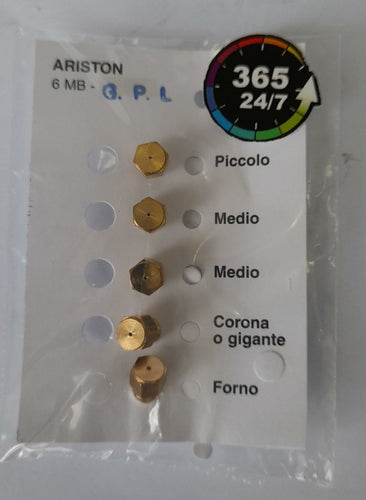 ARISTON
6 MB - G. P. L
365
24/7
Piccolo
Medio
Medio
Corona
o gigante
Forno